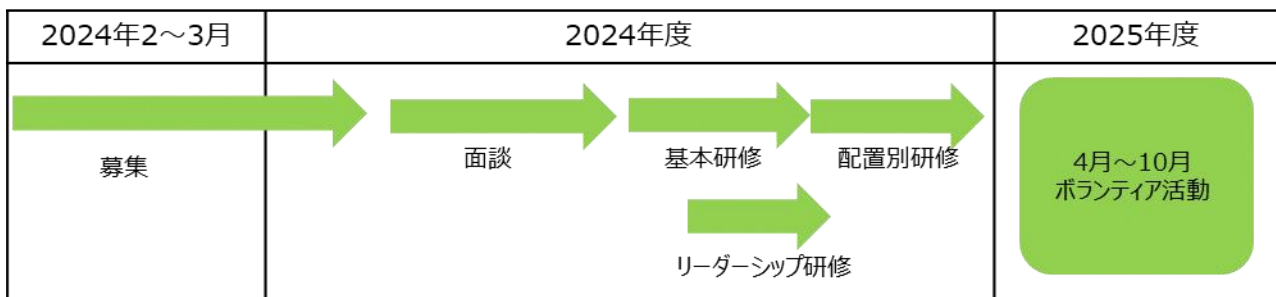 2024年2～3月
2024年度
2025年度
募集
面談
基本研修
配置別研修
リーダーシップ研修
4月～10月
ボランティア活動